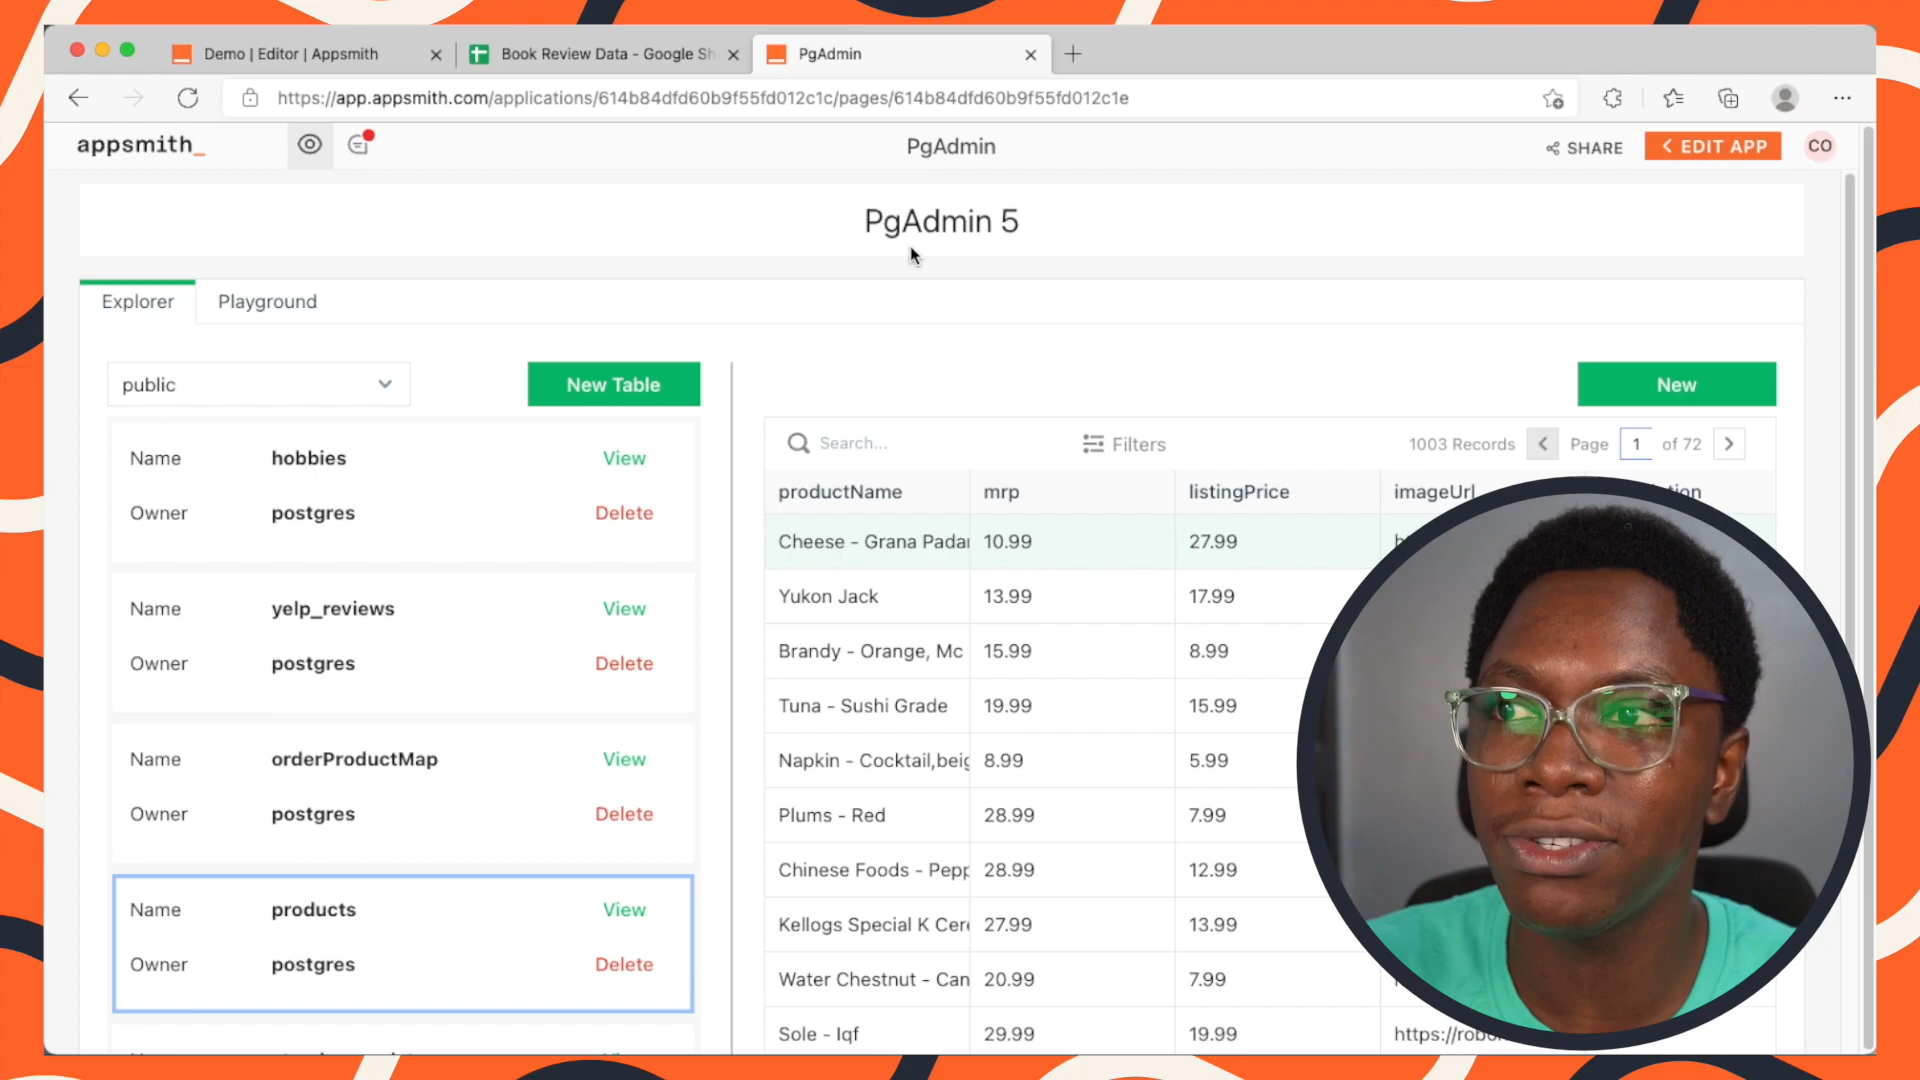 Demo | Editor | Appsmith
Book Review Data - Google Sh
PgAdmin
https://app.appsmith.com/applications/614b84dfd60b9f55fd012c1c/pages/614b84dfd60b9f55fd012c1e
appsmith_
PgAdmin
SHARE
EDIT APP
CO
PgAdmin 5
Explorer
Playground
public
New Table
New
Name hobbies View
Owner postgres Delete
Name yelp_reviews View
Owner postgres Delete
Name orderProductMap View
Owner postgres Delete
Name products View
Owner postgres Delete
Search...
Filters
1003 Records
Page 1 of 72
productName mrp listingPrice imageUrl
Cheese - Grana Padan 10.99 27.99
Yukon Jack 13.99 17.99
Brandy - Orange, Mc 15.99 8.99
Tuna - Sushi Grade 19.99 15.99
Napkin - Cocktail,beig 8.99 5.99
Plums - Red 28.99 7.99
Chinese Foods - Pepp 28.99 12.99
Kellogs Special K Cere 27.99 13.99
Water Chestnut - Can 20.99 7.99
Sole - Iqf 29.99 19.99 https://robo